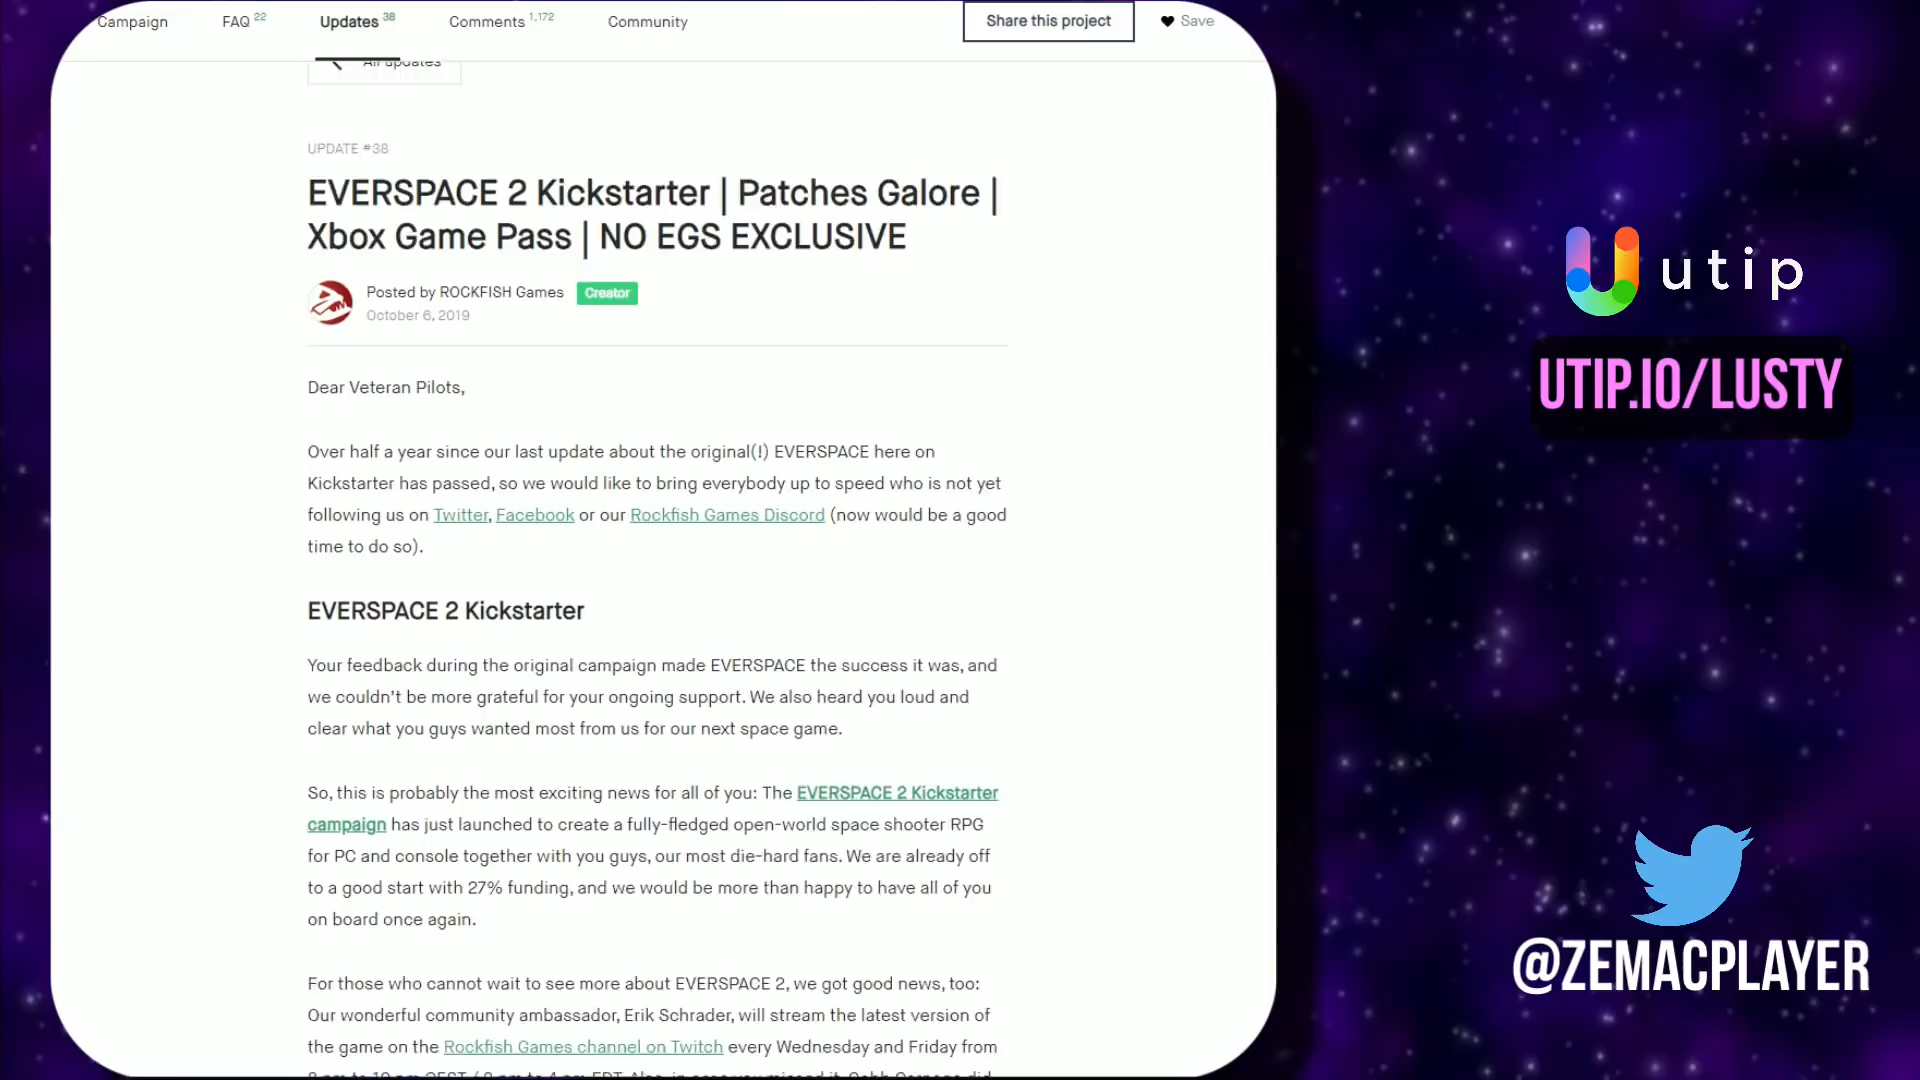 Campaign FAQ 22 Updates 38 Comments 1,172 Community Share this project Save
All updates
UPDATE #38
EVERSPACE 2 Kickstarter | Patches Galore |
Xbox Game Pass | NO EGS EXCLUSIVE
Posted by ROCKFISH Games Creator
October 6, 2019
Dear Veteran Pilots,
Over half a year since our last update about the original(!) EVERSPACE here on
Kickstarter has passed, so we would like to bring everybody up to speed who is not yet
following us on Twitter, Facebook or our Rockfish Games Discord (now would be a good
time to do so).
EVERSPACE 2 Kickstarter
Your feedback during the original campaign made EVERSPACE the success it was, and
we couldn't be more grateful for your ongoing support. We also heard you loud and
clear what you guys wanted most from us for our next space game.
So, this is probably the most exciting news for all of you: The EVERSPACE 2 Kickstarter
campaign has just launched to create a fully-fledged open-world space shooter RPG
for PC and console together with you guys, our most die-hard fans. We are already off
to a good start with 27% funding, and we would be more than happy to have all of you
on board once again.
For those who cannot wait to see more about EVERSPACE 2, we got good news, too:
Our wonderful community ambassador, Erik Schrader, will stream the latest version of
the game on the Rockfish Games channel on Twitch every Wednesday and Friday from
utip
UTIP.IO/LUSTY
@ZEMACPLAYER